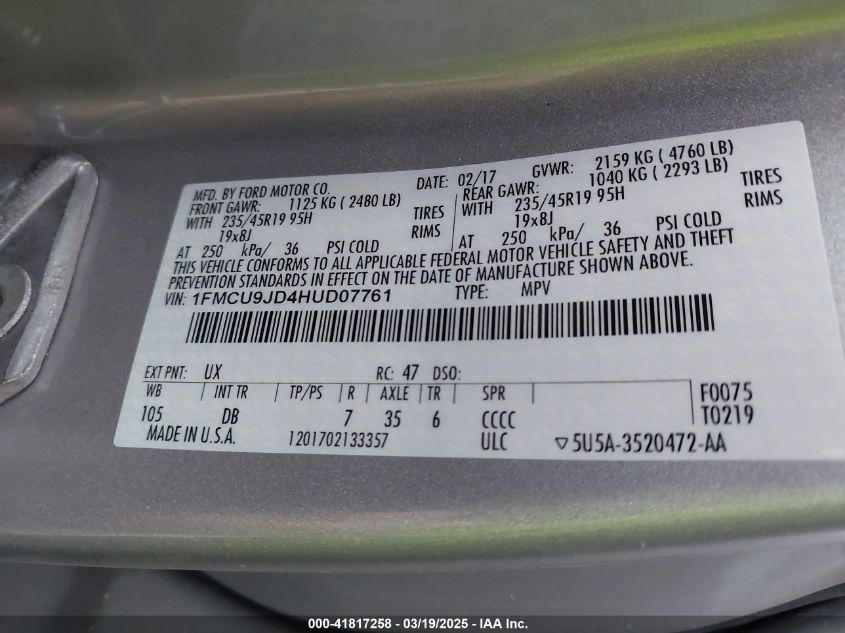 MFD. BY FORD MOTOR CO. DATE: 02/17 GVWR: 2159 KG ( 4760 LB)
FRONT GAWR: 1125 KG ( 2480 LB) REAR GAWR: 1040 KG ( 2293 LB)
WITH 235/45R19 95H TIRES WITH 235/45R19 95H TIRES
19x8J RIMS 19x8J RIMS
AT 250 kPa/ 36 PSI COLD AT 250 kPa/ 36 PSI COLD
THIS VEHICLE CONFORMS TO ALL APPLICABLE FEDERAL MOTOR VEHICLE SAFETY AND THEFT
PREVENTION STANDARDS IN EFFECT ON THE DATE OF MANUFACTURE SHOWN ABOVE.
VIN: 1FMCU9JD4HUD07761 TYPE: MPV
EXT PNT: UX RC: 47 DSO:
WB INT TR TP/PS R AXLE TR SPR F0075
105 DB 7 35 6 CCCC T0219
MADE IN U.S.A. 1201702133357 ULC ▽5U5A-3520472-AA
000-41817258 - 03/19/2025 - IAA Inc.